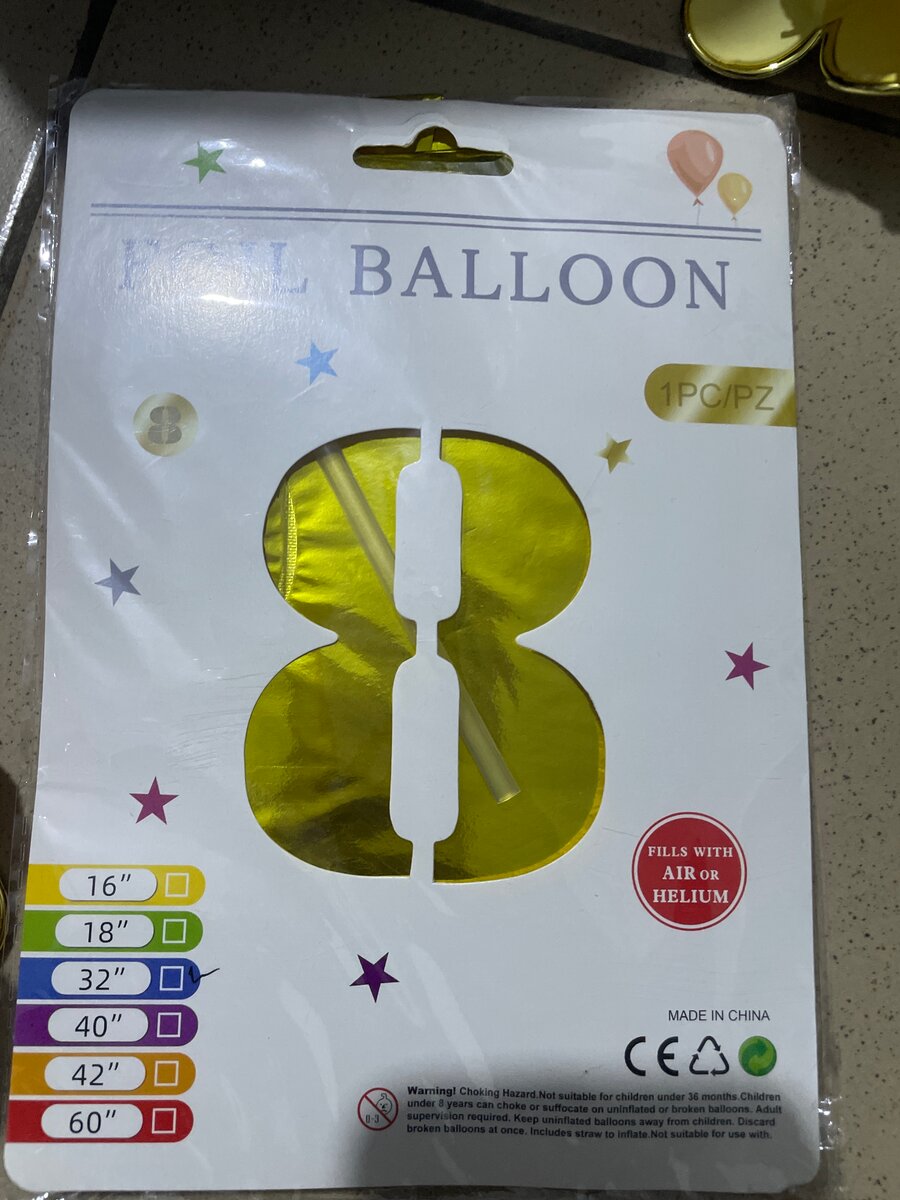 FOIL BALLOON
1PC/PZ
8
16”
18”
32”
40”
42”
60”
FILLS WITH
AIR OR
HELIUM
MADE IN CHINA
CE
0-3
Warning! Choking Hazard.Not suitable for children under 36 months.Children
under 8 years can choke or suffocate on uninflated or broken balloons. Adult
supervision required. Keep uninflated balloons away from children. Discard
broken balloons at once. Includes straw to inflate.Not suitable for use with.